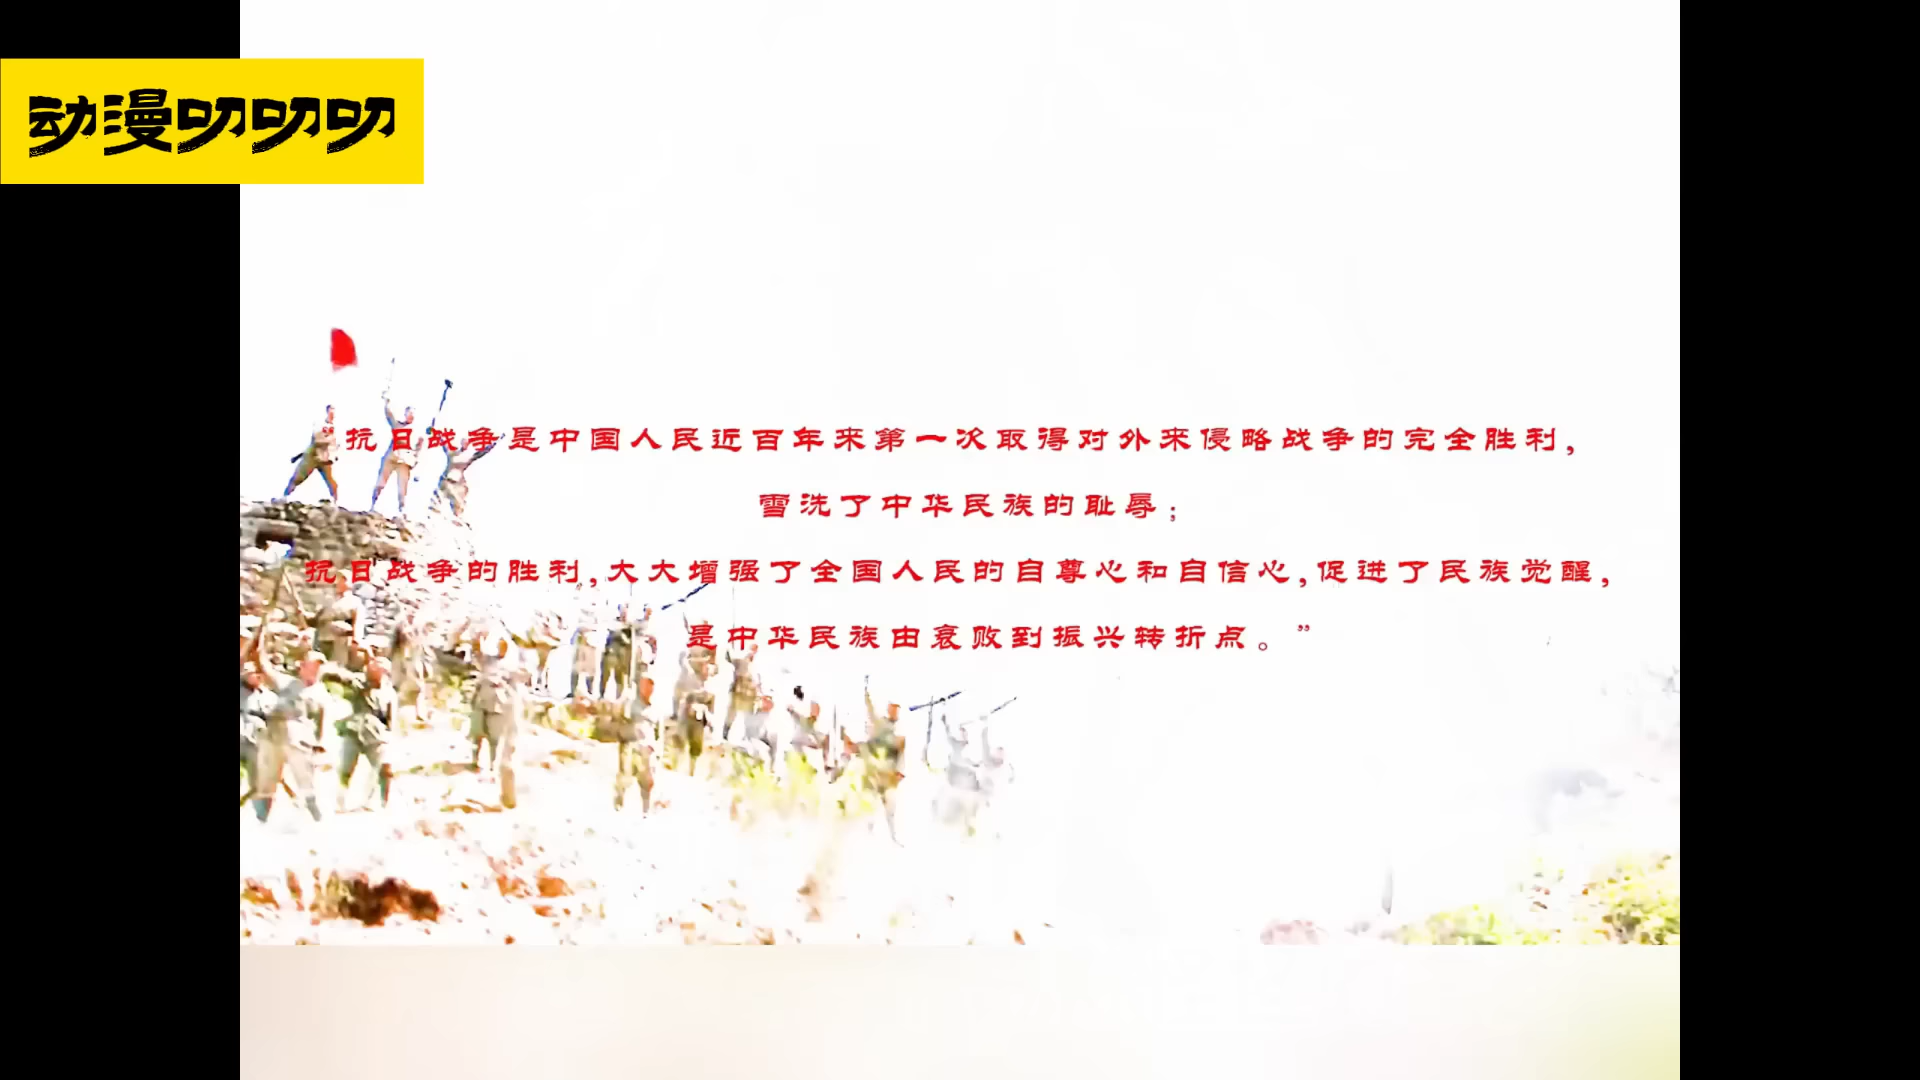 动漫叨叨叨
“抗日战争是中国人民近百年来第一次取得对外来侵略战争的完全胜利,
雪洗了中华民族的耻辱;
抗日战争的胜利,大大增强了全国人民的自尊心和自信心,促进了民族觉醒,
是中华民族由衰败到振兴转折点。”